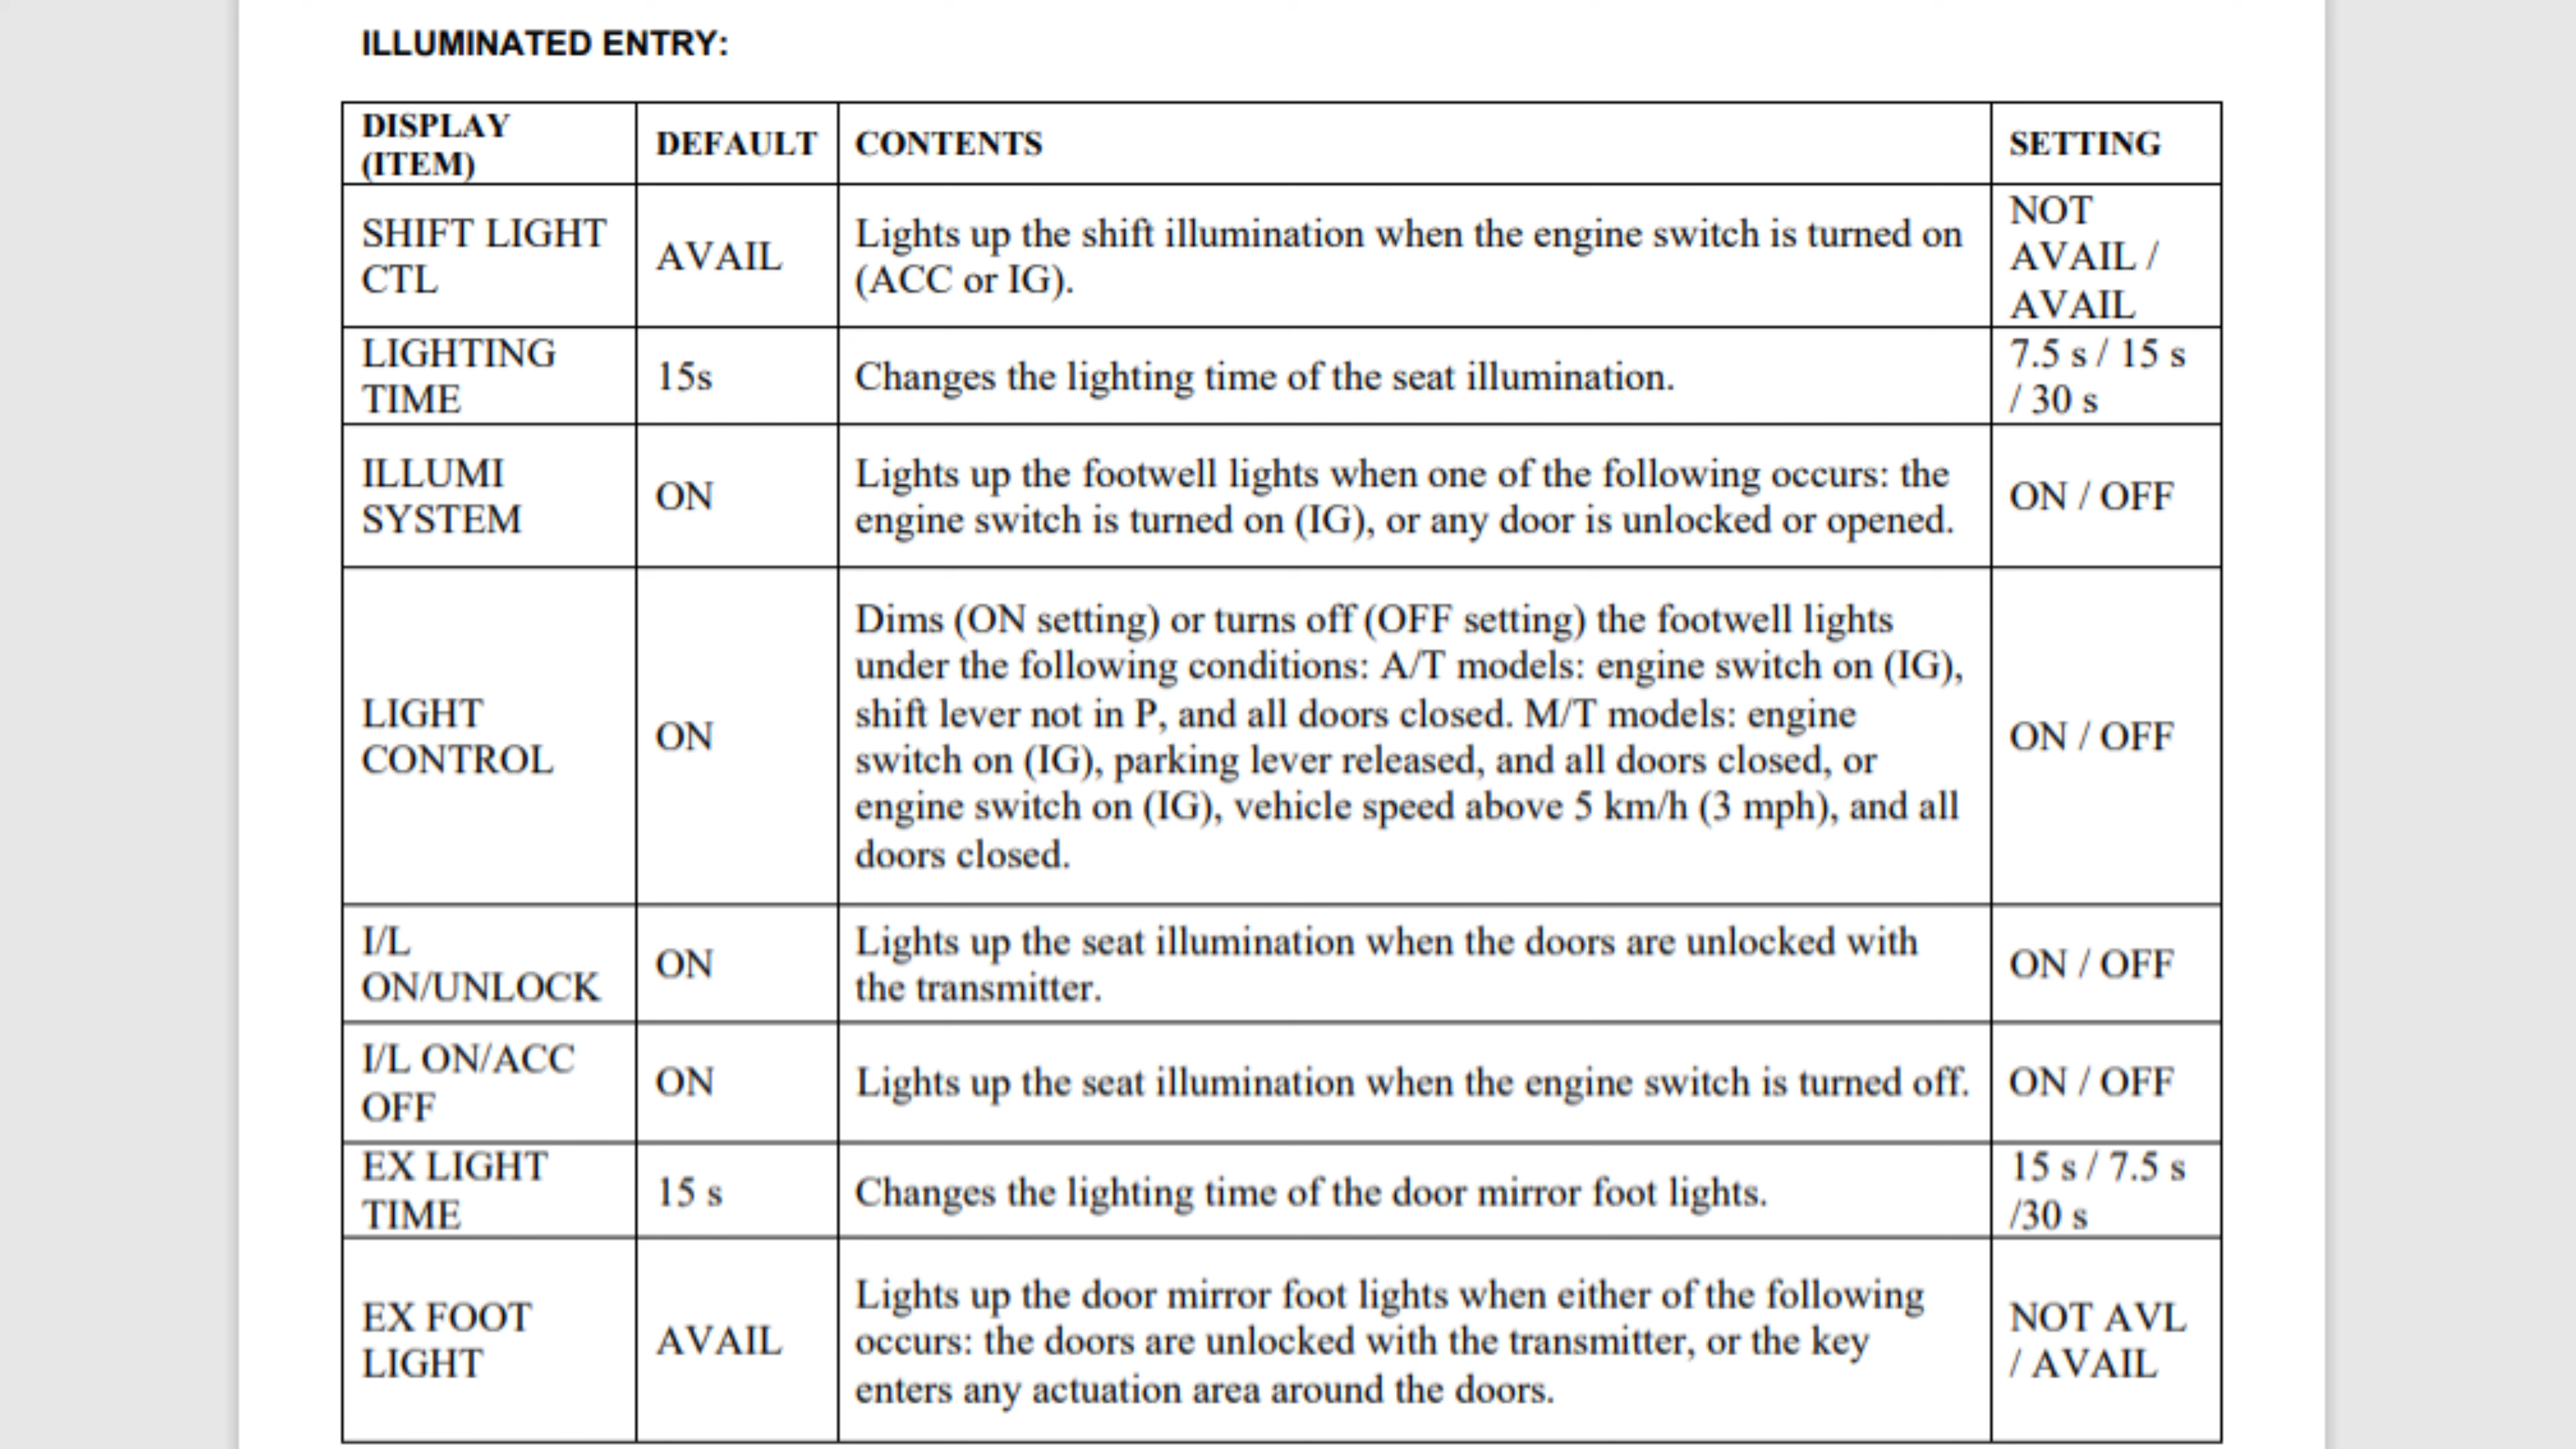 ILLUMINATED ENTRY:
DISPLAY
(ITEM)
DEFAULT
CONTENTS
SETTING
SHIFT LIGHT
CTL
AVAIL
Lights up the shift illumination when the engine switch is turned on
(ACC or IG).
NOT
AVAIL /
AVAIL
LIGHTING
TIME
15s
Changes the lighting time of the seat illumination.
7.5 s / 15 s
/ 30 s
ILLUMI
SYSTEM
ON
Lights up the footwell lights when one of the following occurs: the
engine switch is turned on (IG), or any door is unlocked or opened.
ON / OFF
LIGHT
CONTROL
ON
Dims (ON setting) or turns off (OFF setting) the footwell lights
under the following conditions: A/T models: engine switch on (IG),
shift lever not in P, and all doors closed. M/T models: engine
switch on (IG), parking lever released, and all doors closed, or
engine switch on (IG), vehicle speed above 5 km/h (3 mph), and all
doors closed.
ON / OFF
I/L
ON/UNLOCK
ON
Lights up the seat illumination when the doors are unlocked with
the transmitter.
ON / OFF
I/L ON/ACC
OFF
ON
Lights up the seat illumination when the engine switch is turned off.
ON / OFF
EX LIGHT
TIME
15 s
Changes the lighting time of the door mirror foot lights.
15 s / 7.5 s
/30 s
EX FOOT
LIGHT
AVAIL
Lights up the door mirror foot lights when either of the following
occurs: the doors are unlocked with the transmitter, or the key
enters any actuation area around the doors.
NOT AVL
/ AVAIL